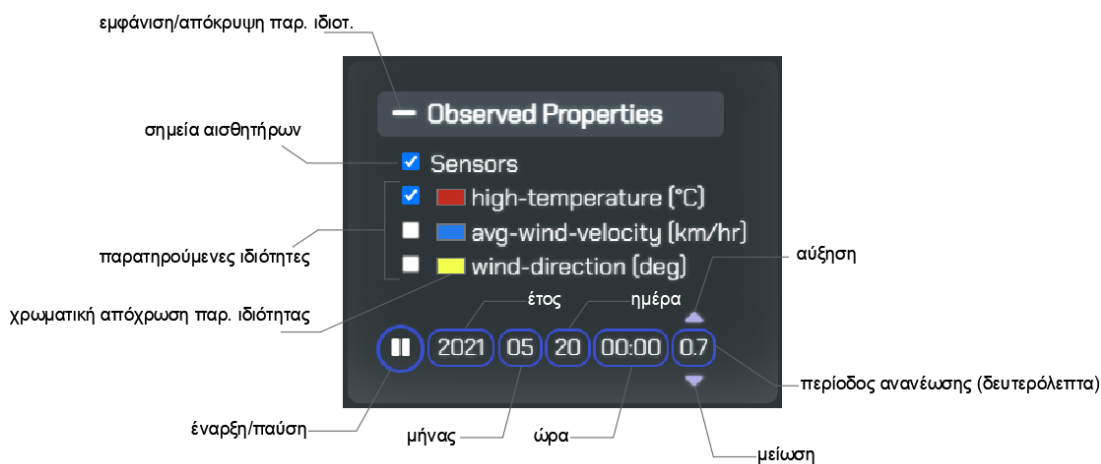 εμφάνιση/απόκρυψη παρ. ιδιοτ.
Observed Properties
σημεία αισθητήρων
Sensors
high-temperature (°C)
avg-wind-velocity (km/hr)
παρατηρούμενες ιδιότητες
αύξηση
wind-direction (deg)
έτος
ημέρα
χρωματική απόχρωση παρ. ιδιότητας
2021 05 20 00:00 0.7
περίοδος ανανέωσης (δευτερόλεπτα)
έναρξη/παύση
μήνας
ώρα
μείωση